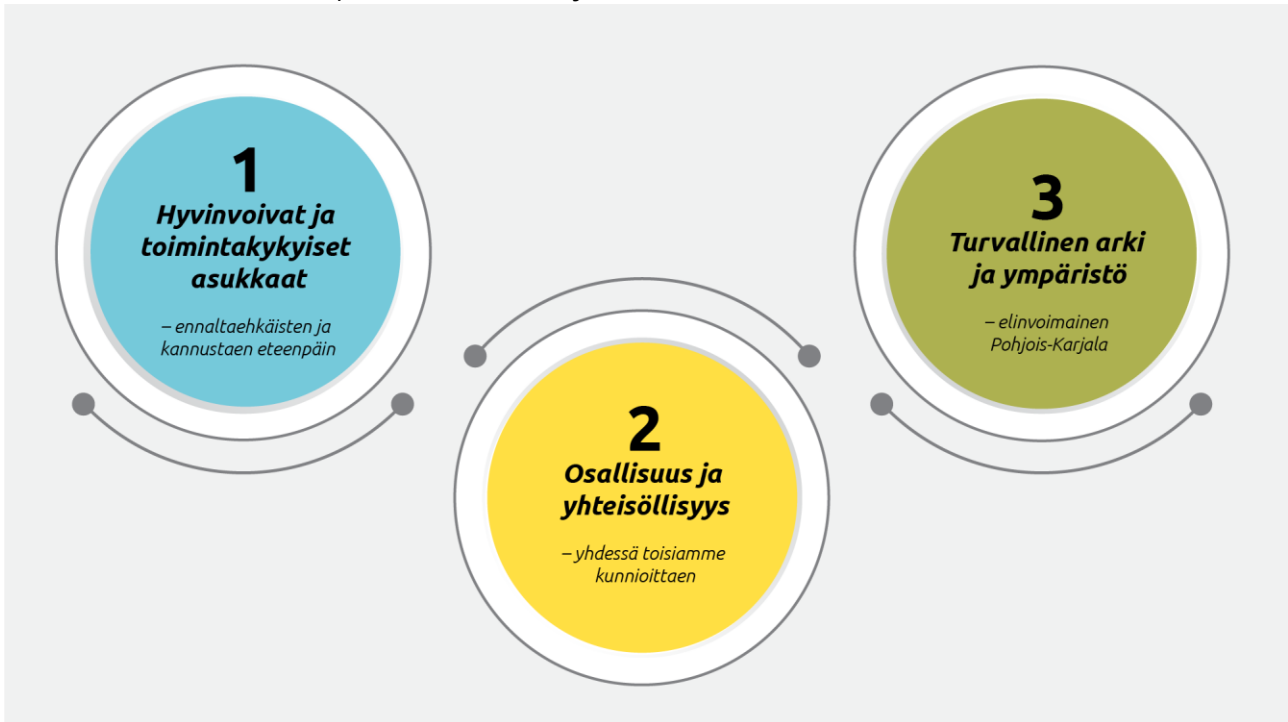 1
Hyvinvoivat ja
toimintakykyiset
asukkaat
– ennaltaehkäisten ja
kannustaen eteenpäin
2
Osallisuus ja
yhteisöllisyys
– yhdessä toisiamme
kunnioittaen
3
Turvallinen arki
ja ympäristö
– elinvoimainen
Pohjois-Karjala